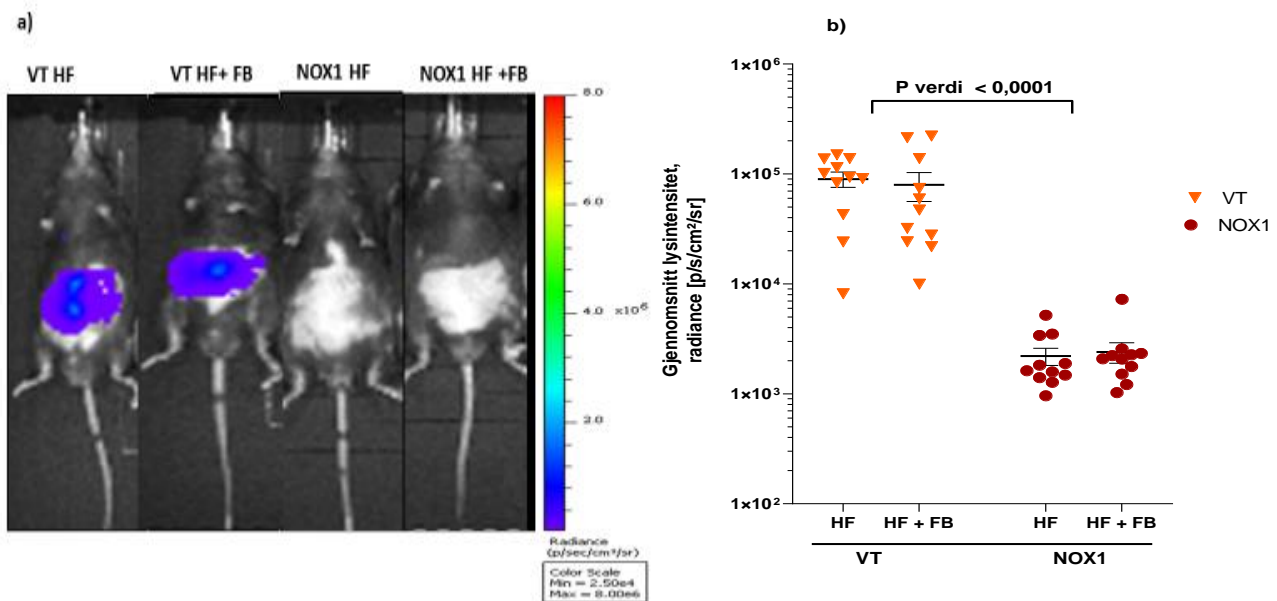 a)
VT HF
VT HF+ FB
NOX1 HF
NOX1 HF +FB
8.0
6.0
4.0
x10⁶
2.0
Radiance
(p/sec/cm²/sr)
Color Scale
Min = 2.50e4
Max = 8.00e6
b)
P verdi < 0,0001
Gjennomsnitt lysintensitet,
radiance [p/s/cm²/sr]
1×10⁶
1×10⁵
1×10⁴
1×10³
1×10²
HF
HF + FB
HF
HF + FB
VT
NOX1
VT
NOX1